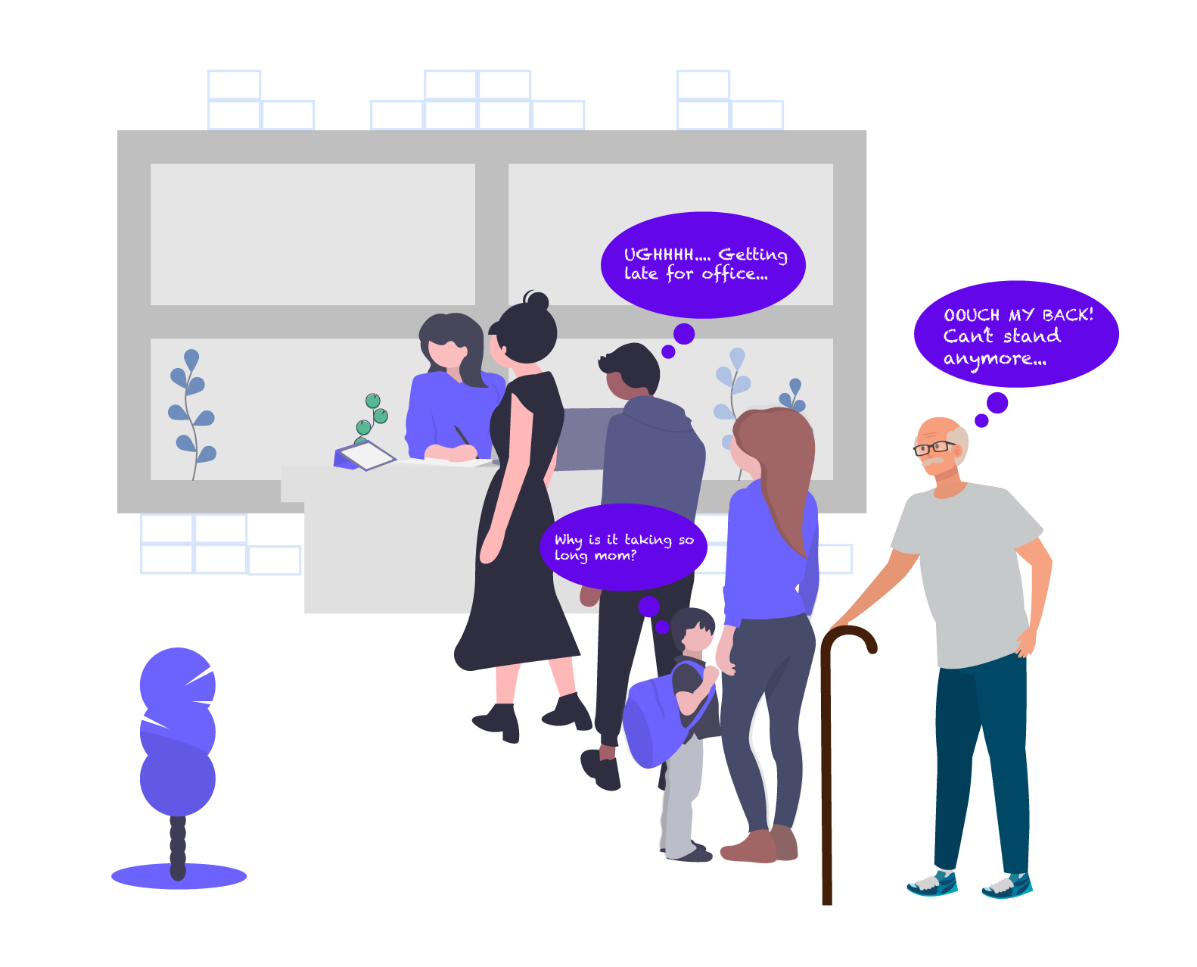 UGHHHH.... Getting
late for office...
OOUCH MY BACK!
Can't stand
anymore...
Why is it taking so
long mom?